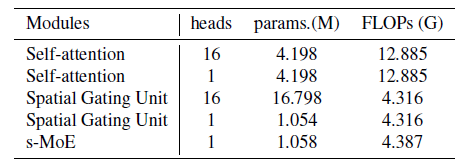 Modules heads params.(M) FLOPs (G)
Self-attention 16 4.198 12.885
Self-attention 1 4.198 12.885
Spatial Gating Unit 16 16.798 4.316
Spatial Gating Unit 1 1.054 4.316
s-MoE 1 1.058 4.387